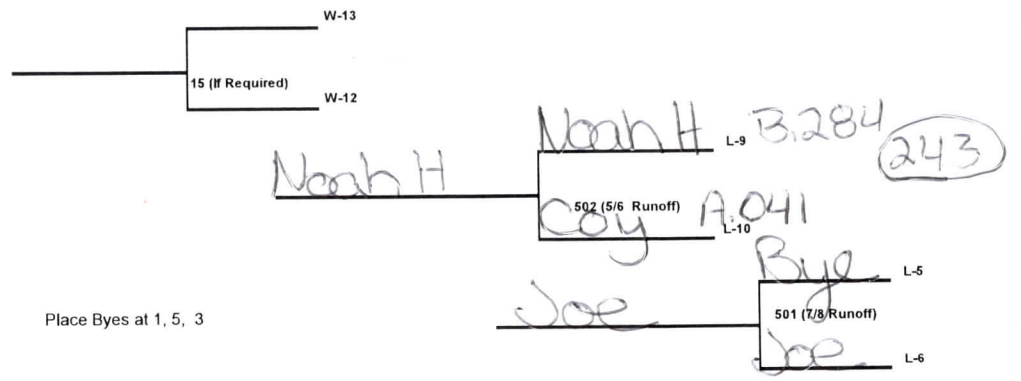 W-13
15 (If Required)
W-12
Noah H L-9 B.284
243
Noah H
502 (5/6 Runoff) A.041
Coy L-10
Bye L-5
Joe 501 (7/8 Runoff)
Place Byes at 1, 5, 3
Joe L-6